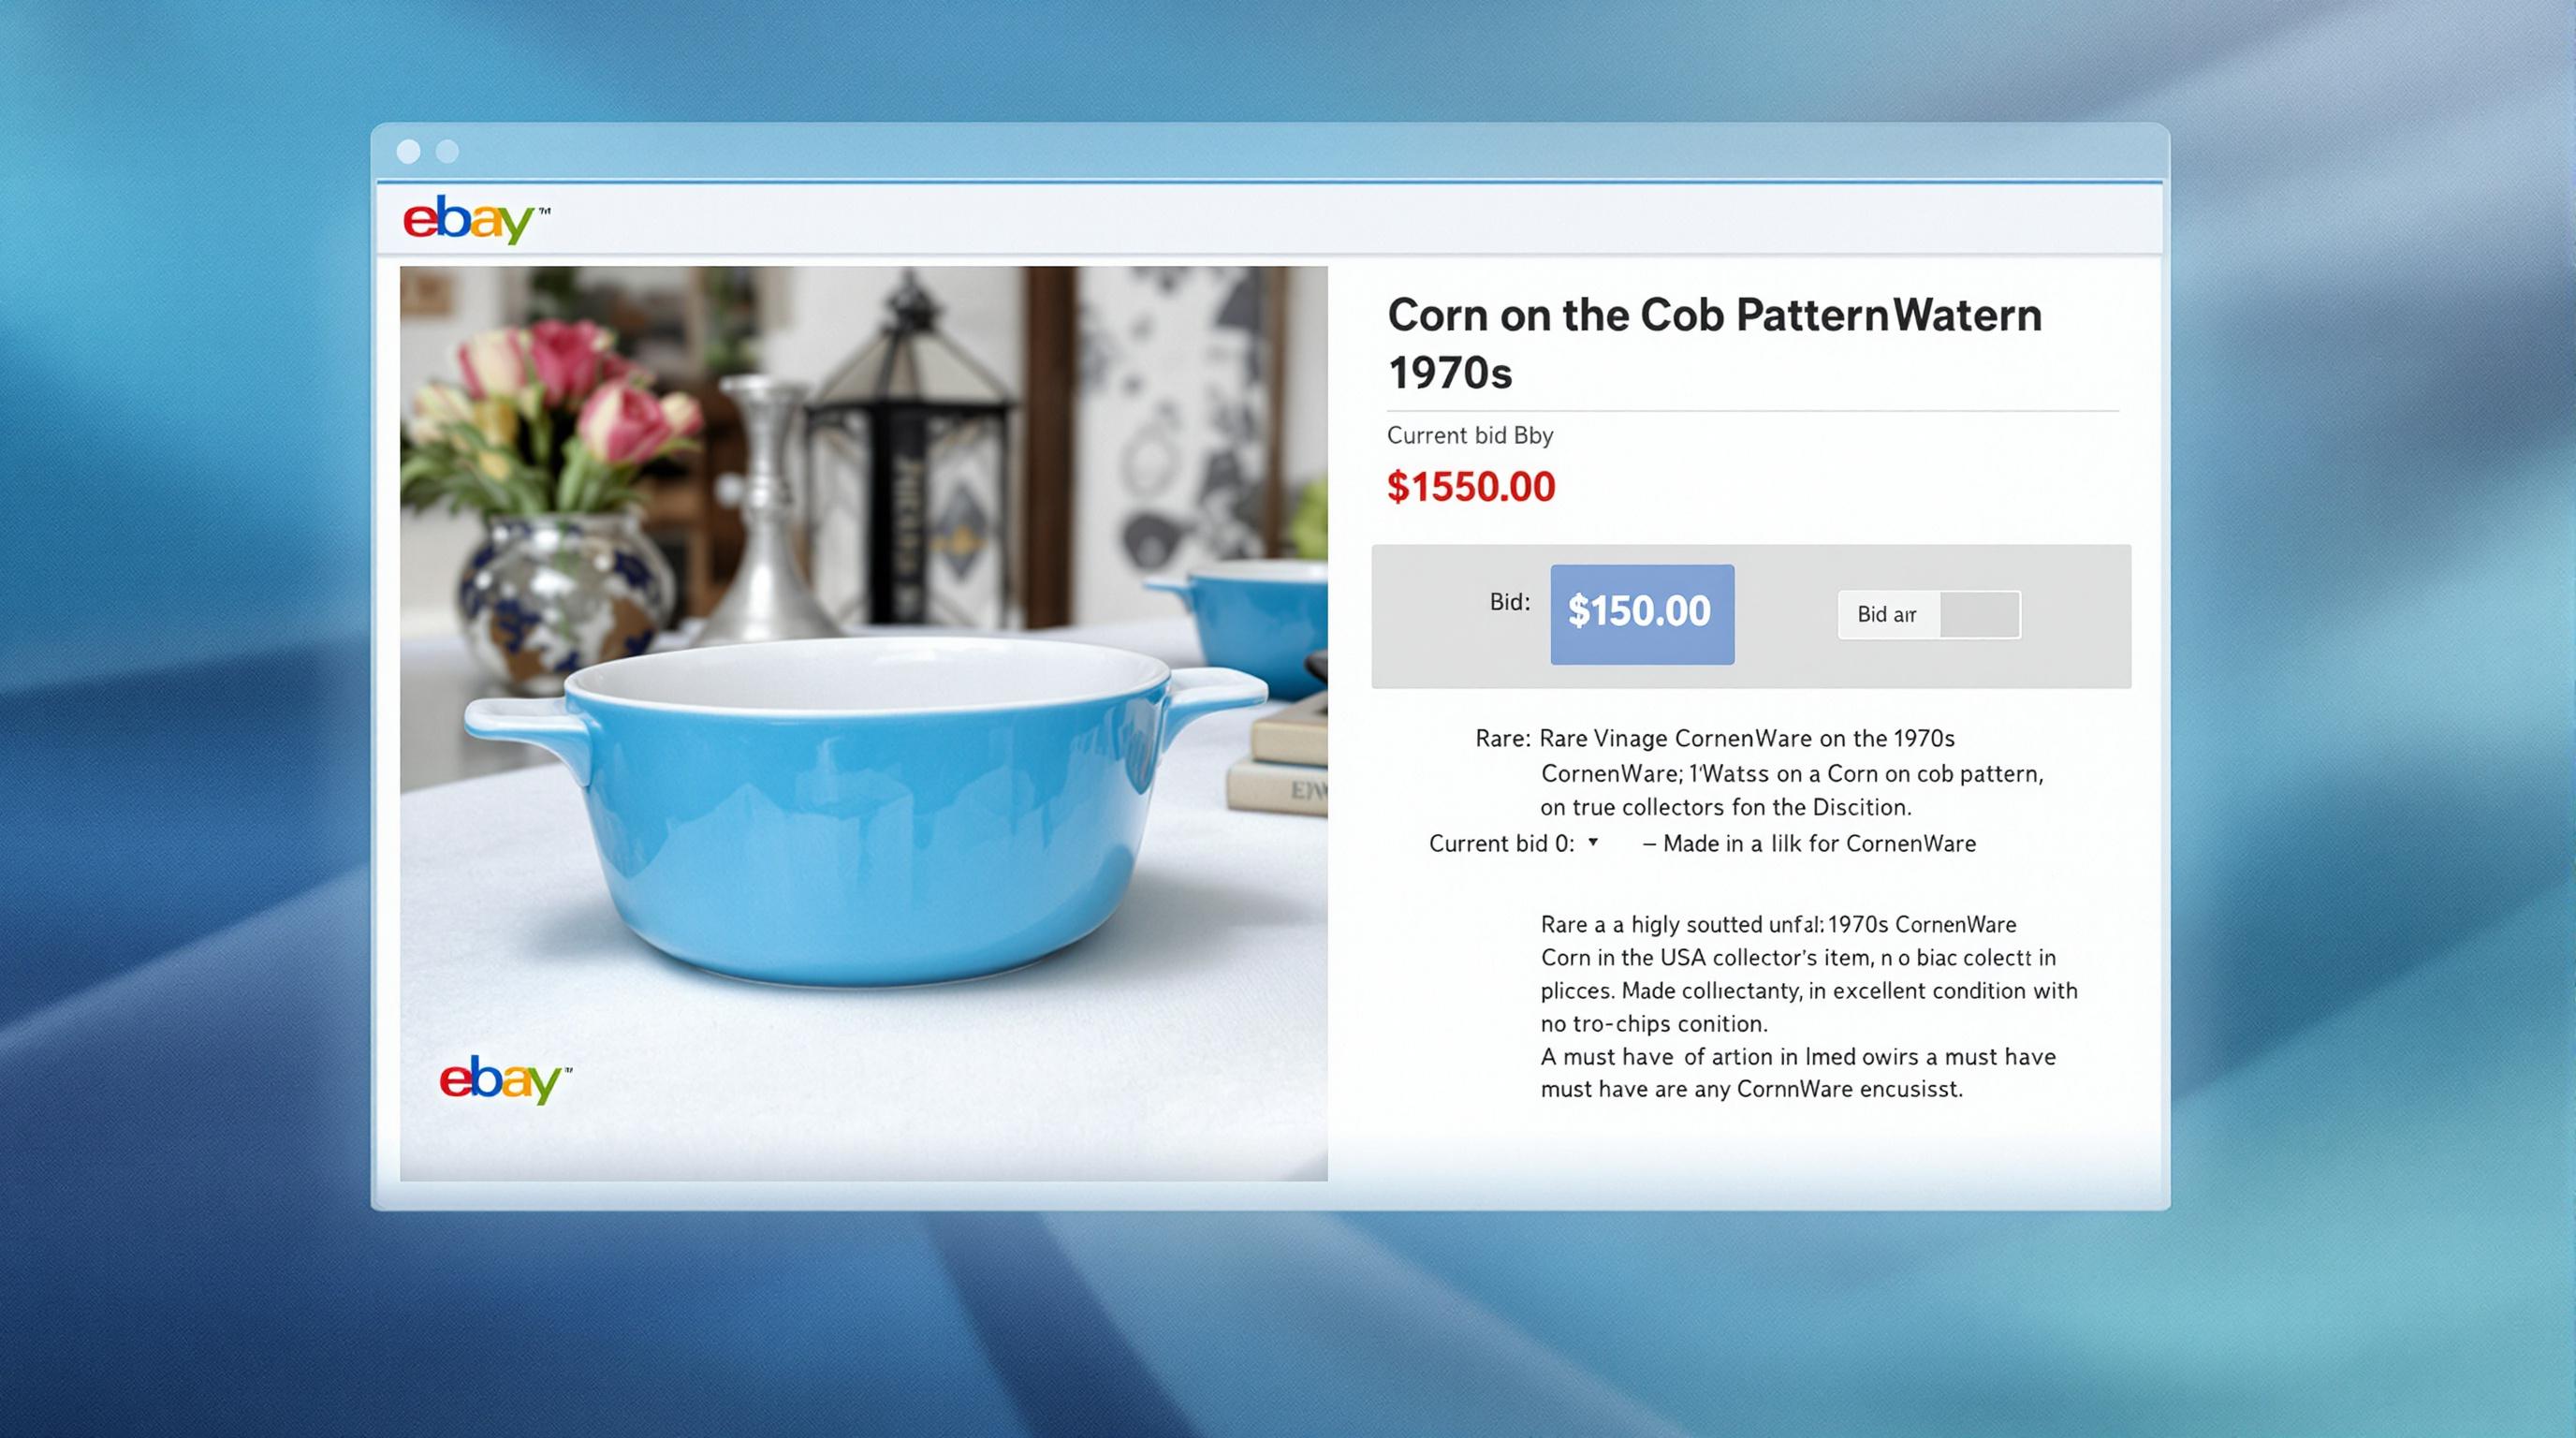 ebay™
Corn on the Cob PatternWatern
1970s
Current bid Bby
$1550.00
Bid: $150.00 Bid arr
Rare: Rare Vinage CornenWare on the 1970s
CornenWare; 1'Watss on a Corn on cob pattern,
on true collectors fon the Discition.
Current bid 0: ▾ – Made in a lilk for CornenWare
Rare a a higly soutted unfal: 1970s CornenWare
Corn in the USA collector's item, n o biac colectt in
plicces. Made collectanty, in excellent condition with
no tro-chips conition.
A must have of artion in lmed owirs a must have
must have are any CornnWare encusisst.
ebay™